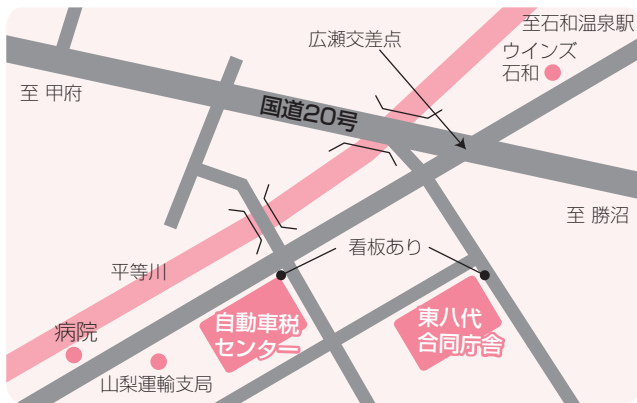 至石和温泉駅
広瀬交差点
ウインズ
石和
至 甲府
国道20号
至 勝沼
看板あり
平等川
自動車税
センター
東八代
合同庁舎
病院
山梨運輸支局